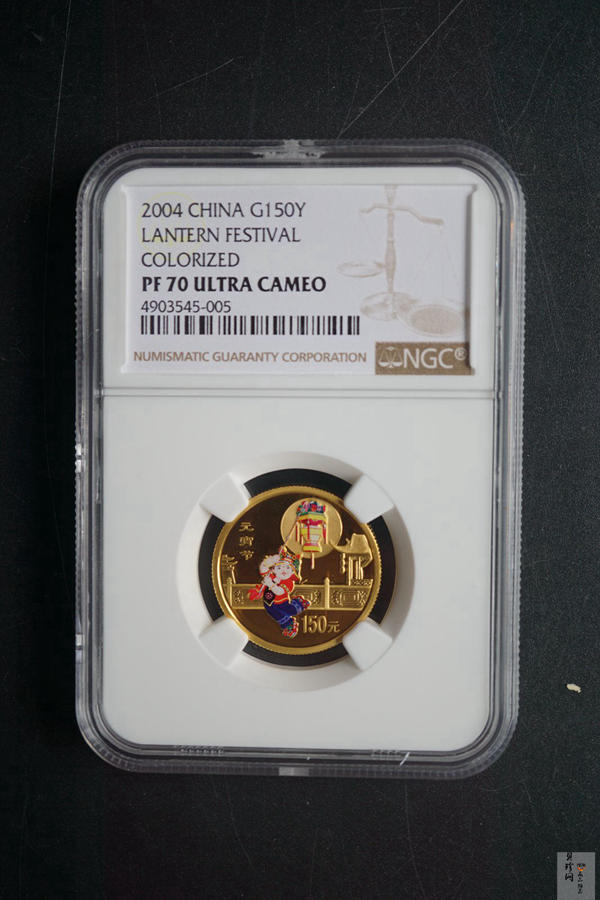 2004 CHINA G150Y
LANTERN FESTIVAL
COLORIZED
PF 70 ULTRA CAMEO
4903545-005
NUMISMATIC GUARANTY CORPORATION
NGC®
元宵节
150元